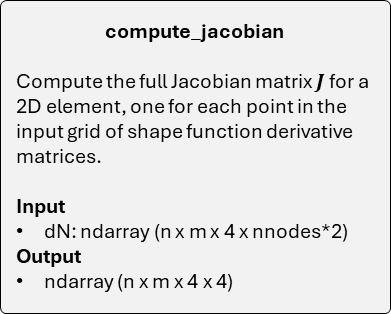 compute_jacobian
Compute the full Jacobian matrix J for a
2D element, one for each point in the
input grid of shape function derivative
matrices.
Input
• dN: ndarray (n x m x 4 x nnodes*2)
Output
• ndarray (n x m x 4 x 4)